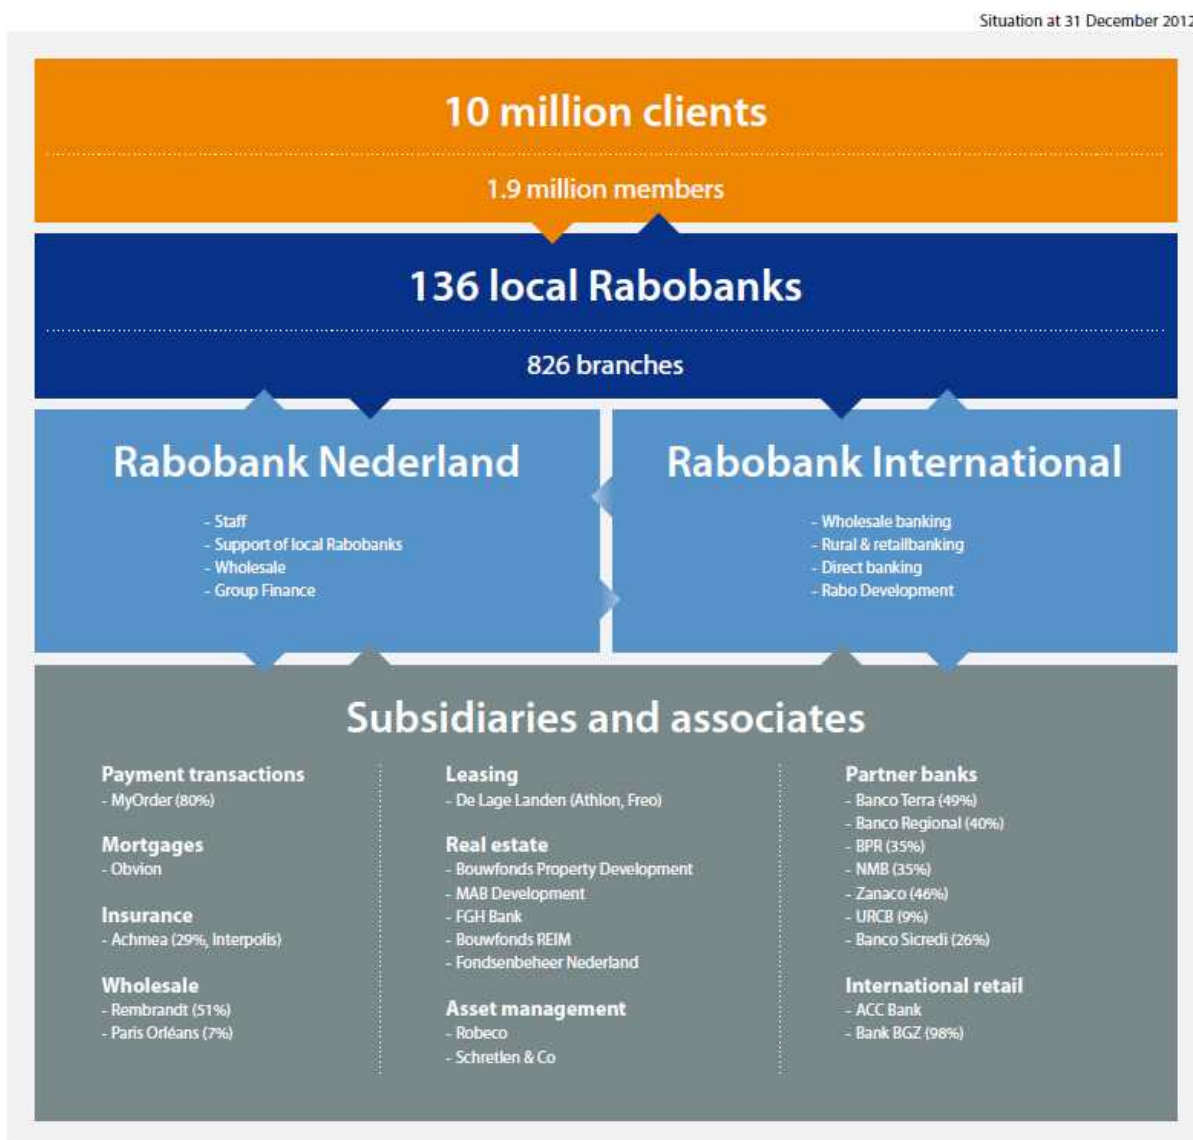 Situation at 31 December 2012
10 million clients
1.9 million members
136 local Rabobanks
826 branches
Rabobank Nederland
- Staff
- Support of local Rabobanks
- Wholesale
- Group Finance
Rabobank International
- Wholesale banking
- Rural & retailbanking
- Direct banking
- Rabo Development
Subsidiaries and associates
Payment transactions
- MyOrder (80%)
Mortgages
- Obvion
Insurance
- Achmea (29%, Interpolis)
Wholesale
- Rembrandt (51%)
- Paris Orléans (7%)
Leasing
- De Lage Landen (Athlon, Freo)
Real estate
- Bouwfonds Property Development
- MAB Development
- FGH Bank
- Bouwfonds REIM
- Fondsenbeheer Nederland
Asset management
- Robeco
- Schretlen & Co
Partner banks
- Banco Terra (49%)
- Banco Regional (40%)
- BPR (35%)
- NMB (35%)
- Zanaco (46%)
- URCB (9%)
- Banco Sicredi (26%)
International retail
- ACC Bank
- Bank BGZ (98%)